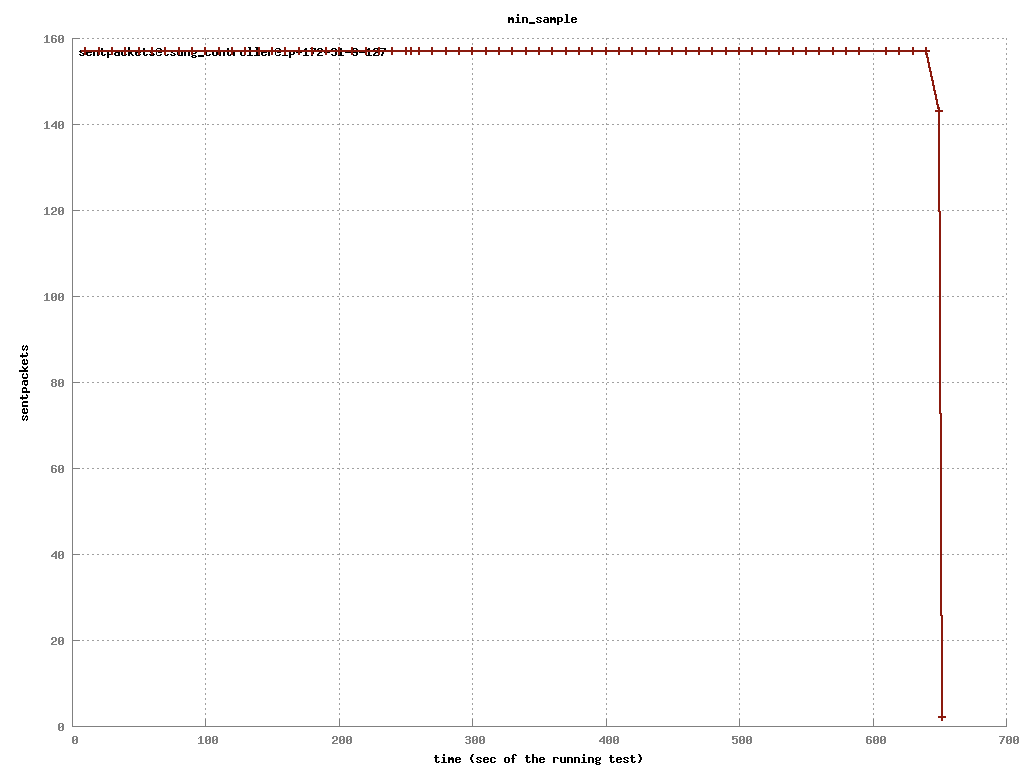 min_sample
160
sentpackets@tsung_controller@ip-172-31-8-127
140
120
100
80
60
40
20
0
sentpackets
0 100 200 300 400 500 600 700
time (sec of the running test)